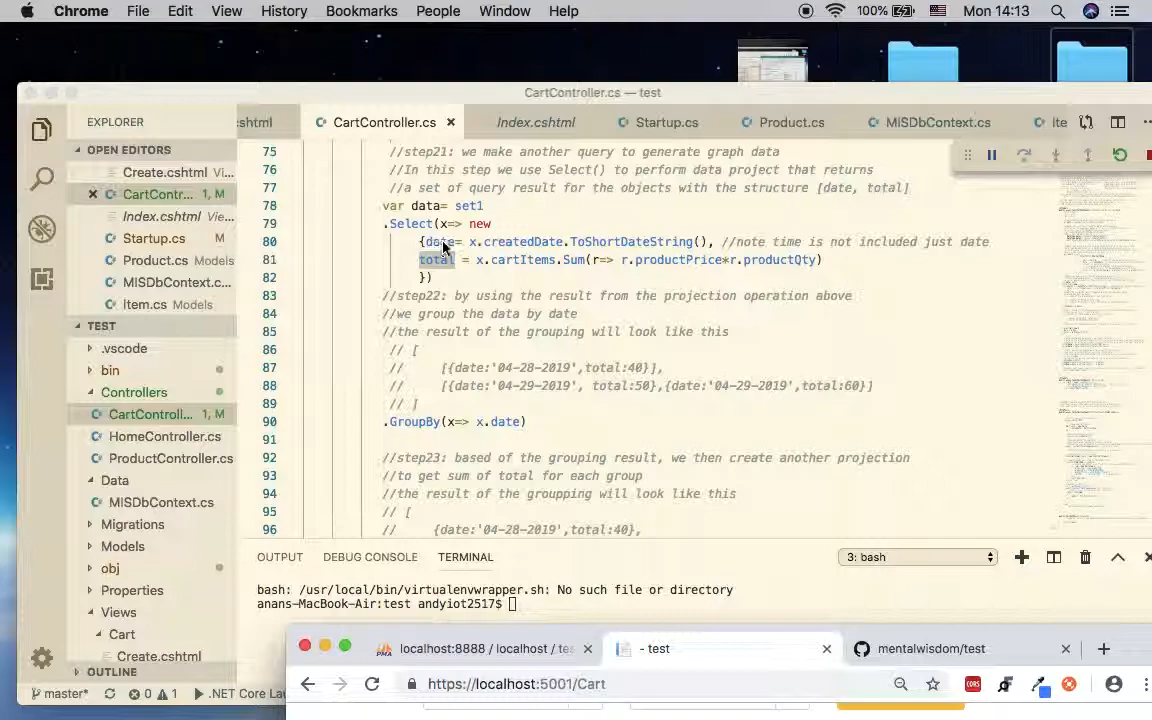 Chrome File Edit View History Bookmarks People Window Help 100% Mon 14:13
CartController.cs — test
EXPLORER
shtml CartController.cs Index.cshtml Startup.cs Product.cs MISDbContext.cs Ite
OPEN EDITORS
Create.cshtml Vi...
CartContr... 1, M
Index.cshtml Vie...
Startup.cs M
Product.cs Models
MISDbContext.c...
Item.cs Models
TEST
.vscode
bin
Controllers
CartControll... 1, M
HomeController.cs
ProductController.cs
Data
MISDbContext.cs
Migrations
Models
obj
Properties
Views
Cart
Create.cshtml
OUTLINE
75 //step21: we make another query to generate graph data
76 //In this step we use Select() to perform data project that returns
77 //a set of query result for the objects with the structure [date, total]
78 var data= set1
79 .Select(x=> new
80 {date= x.createdDate.ToShortDateString(), //note time is not included just date
81 total = x.cartItems.Sum(r=> r.productPrice*r.productQty)
82 })
83 //step22: by using the result from the projection operation above
84 //we group the data by date
85 //the result of the grouping will look like this
86 // [
87 // [{date:'04-28-2019',total:40}],
88 // [{date:'04-29-2019', total:50},{date:'04-29-2019',total:60}]
89 // ]
90 .GroupBy(x=> x.date)
91
92 //step23: based of the grouping result, we then create another projection
93 //to get sum of total for each group
94 //the result of the groupping will look like this
95 // [
96 // {date:'04-28-2019',total:40},
OUTPUT DEBUG CONSOLE TERMINAL 3: bash
bash: /usr/local/bin/virtualenvwrapper.sh: No such file or directory
anans-MacBook-Air:test andyiot2517$
master* 0 1 .NET Core La
localhost:8888 / localhost / tes - test mentalwisdom/test
https://localhost:5001/Cart
CORS